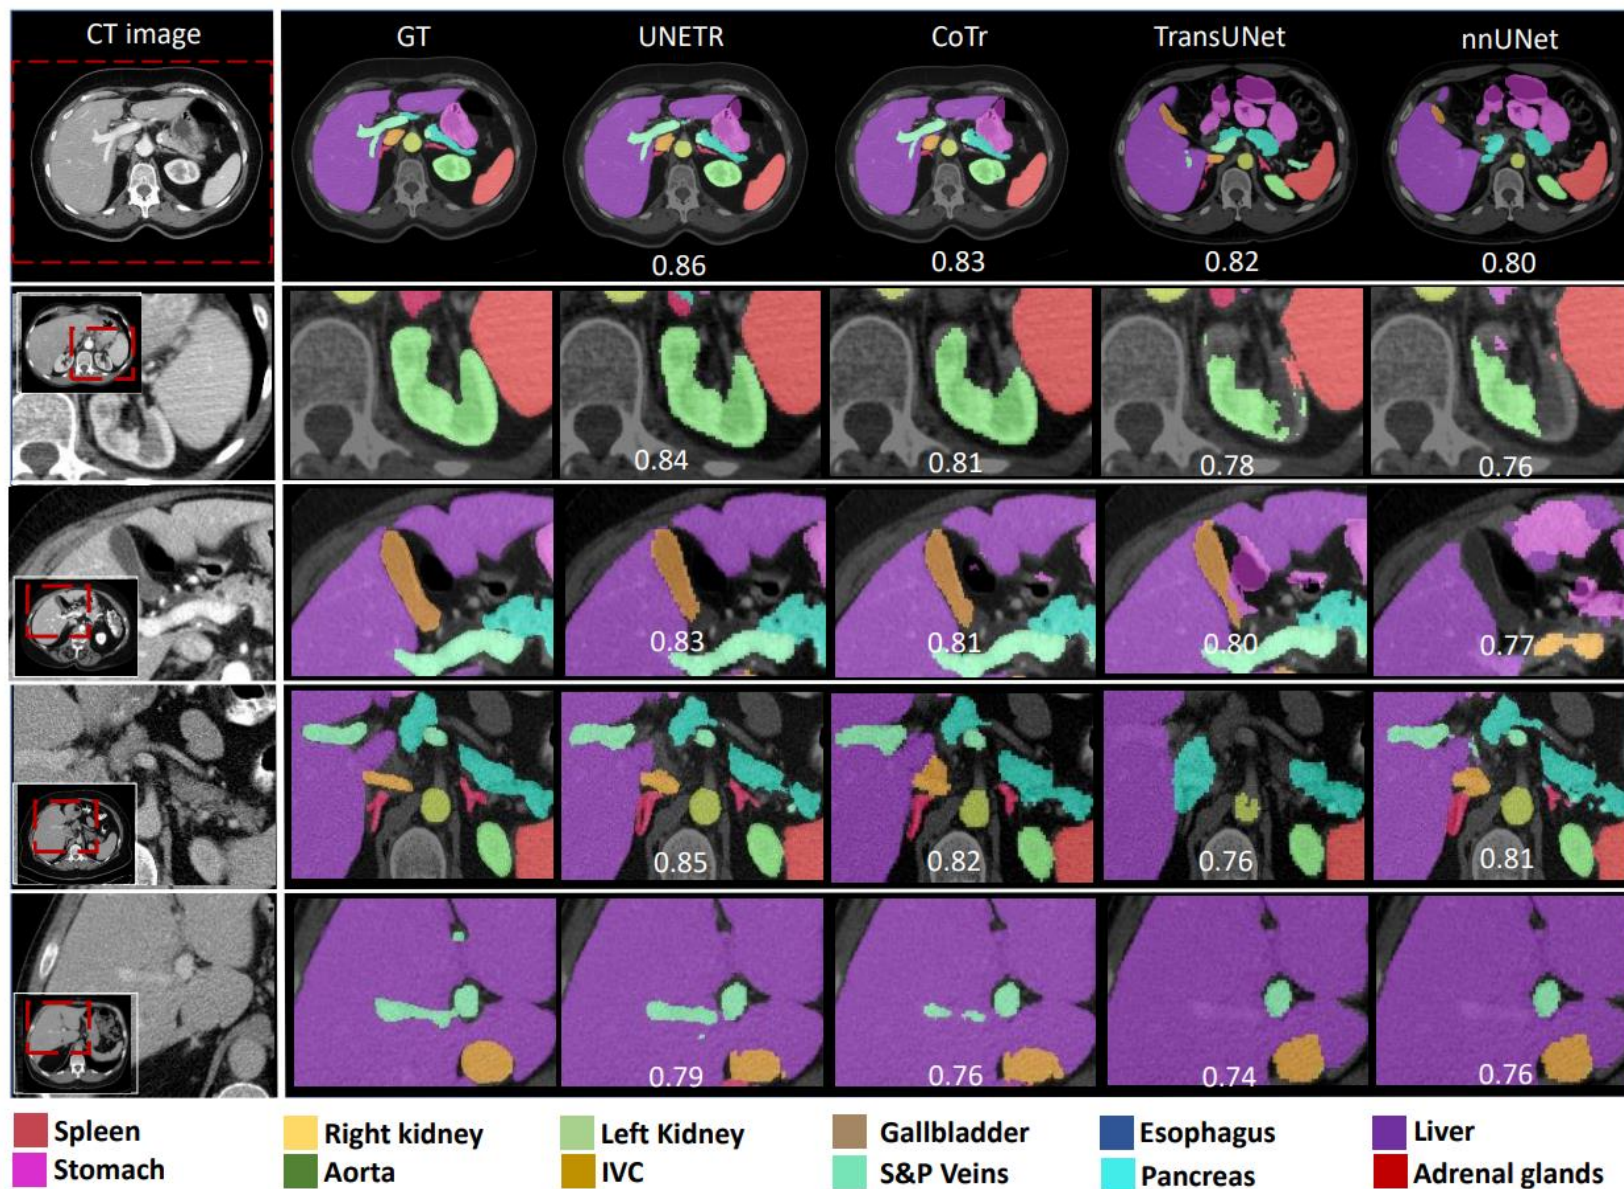 CT image GT UNETR CoTr TransUNet nnUNet
0.86 0.83 0.82 0.80
0.84 0.81 0.78 0.76
0.83 0.81 0.80 0.77
0.85 0.82 0.76 0.81
0.79 0.76 0.74 0.76
Spleen Right kidney Left Kidney Gallbladder Esophagus Liver
Stomach Aorta IVC S&P Veins Pancreas Adrenal glands